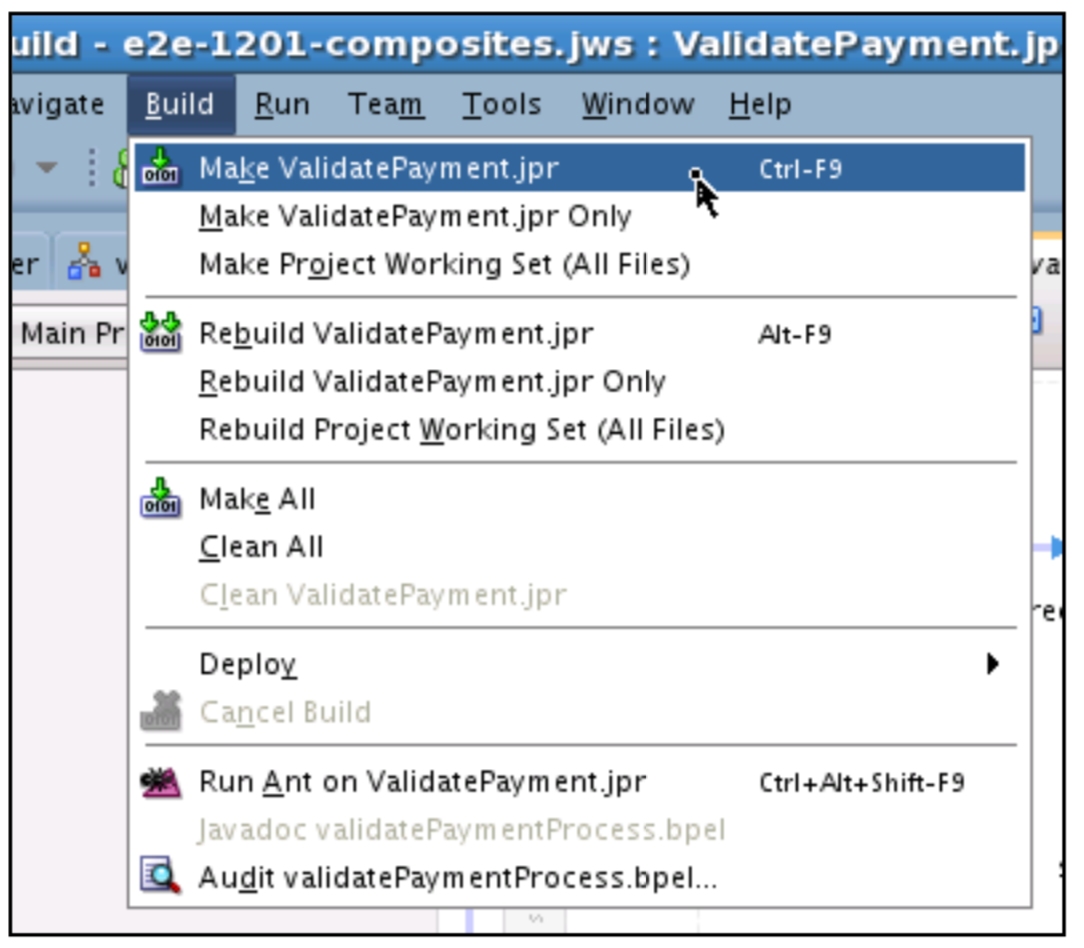 uild - e2e-1201-composites.jws : ValidatePayment.jp
avigate Build Run Team Tools Window Help
Make ValidatePayment.jpr Ctrl-F9
Make ValidatePayment.jpr Only
er
Make Project Working Set (All Files)
Main Pr
Rebuild ValidatePayment.jpr Alt-F9
Rebuild ValidatePayment.jpr Only
Rebuild Project Working Set (All Files)
Make All
Clean All
Clean ValidatePayment.jpr
Deploy
Cancel Build
Run Ant on ValidatePayment.jpr Ctrl+Alt+Shift-F9
Javadoc validatePaymentProcess.bpel
Audit validatePaymentProcess.bpel...